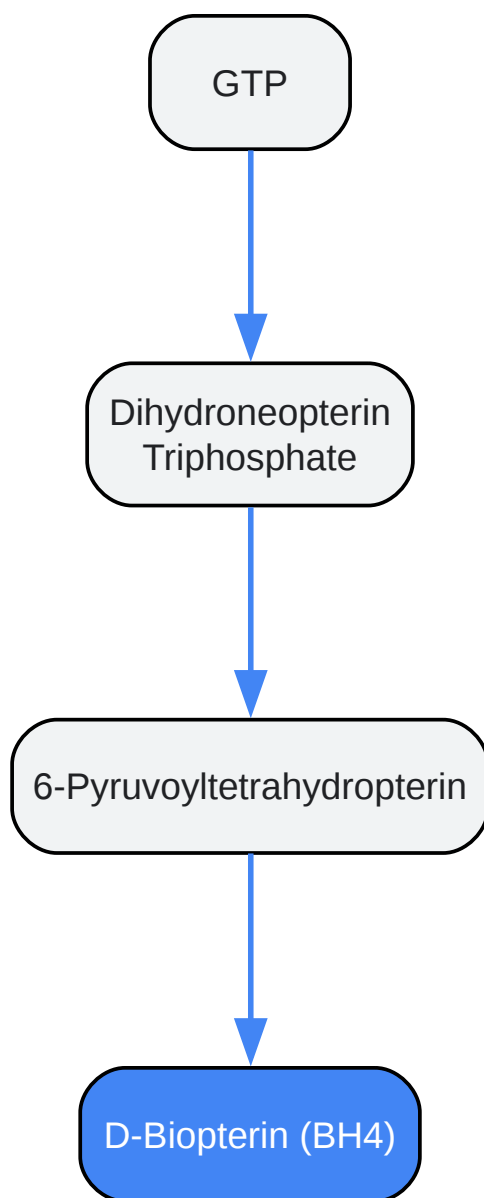 GTP
Dihydroneopterin
Triphosphate
6-Pyruvoyltetrahydropterin
D-Biopterin (BH4)